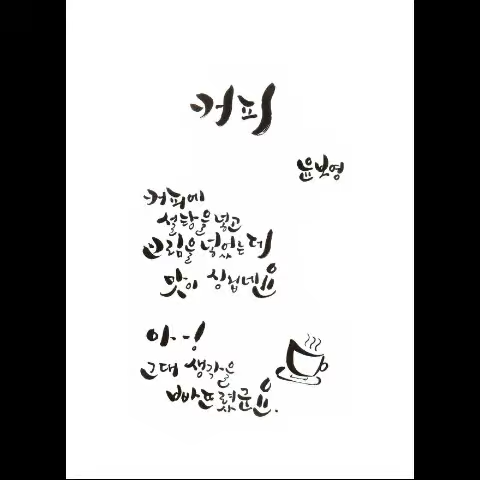 커피
윤보영
커피에
설탕을 넣고
크림을 넣었는데
맛이 싱겁네요
아-!
그대 생각을
빠뜨렸군요.